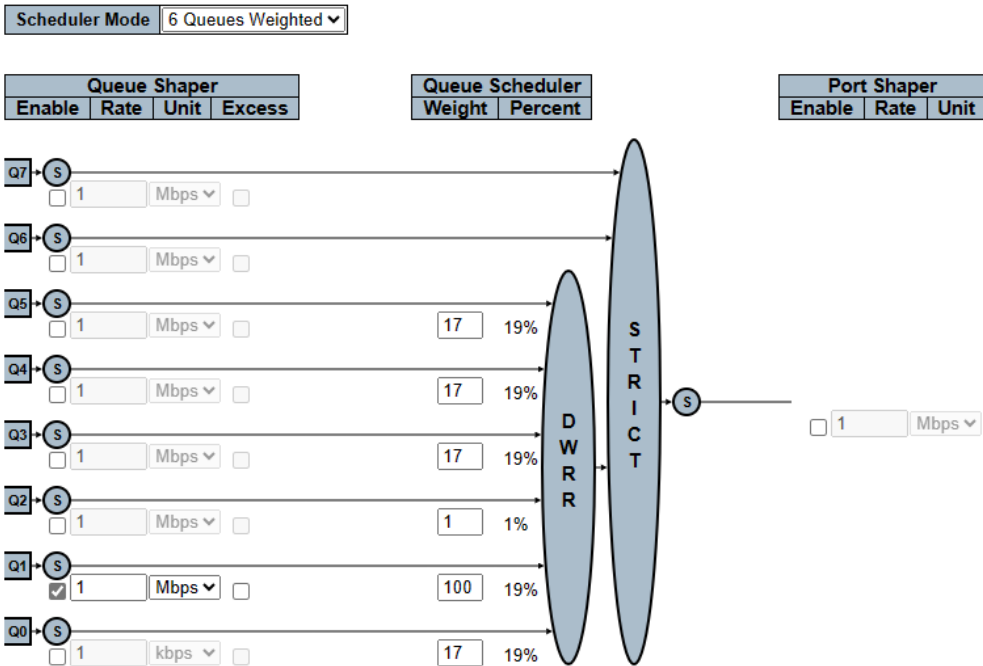 Scheduler Mode 6 Queues Weighted
Queue Shaper Queue Scheduler Port Shaper
Enable Rate Unit Excess Weight Percent Enable Rate Unit
Q7 S
1 Mbps
Q6 S
1 Mbps
Q5 S
1 Mbps 17 19%
Q4 S
1 Mbps 17 19%
Q3 S
1 Mbps 17 19%
Q2 S
1 Mbps 1 1%
Q1 S
1 Mbps 100 19%
Q0 S
1 kbps 17 19%
DWRR
STRICT
S
1 Mbps